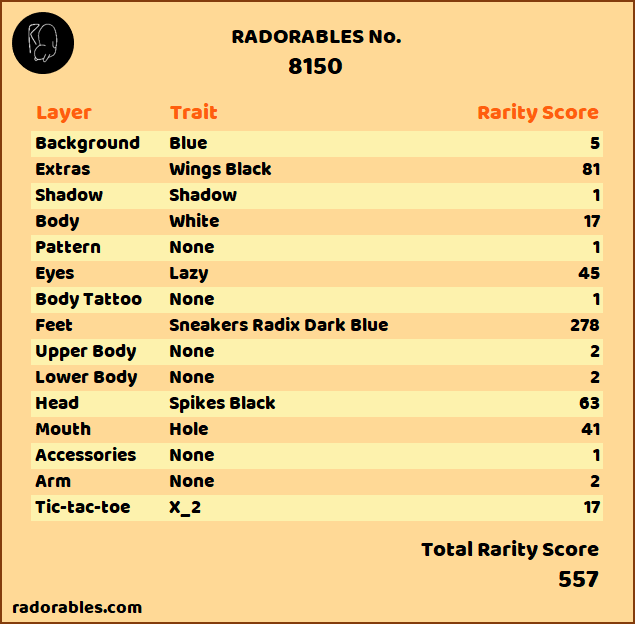 RADORABLES No.
8150
Layer Trait Rarity Score
Background Blue 5
Extras Wings Black 81
Shadow Shadow 1
Body White 17
Pattern None 1
Eyes Lazy 45
Body Tattoo None 1
Feet Sneakers Radix Dark Blue 278
Upper Body None 2
Lower Body None 2
Head Spikes Black 63
Mouth Hole 41
Accessories None 1
Arm None 2
Tic-tac-toe X_2 17
Total Rarity Score
557
radorables.com